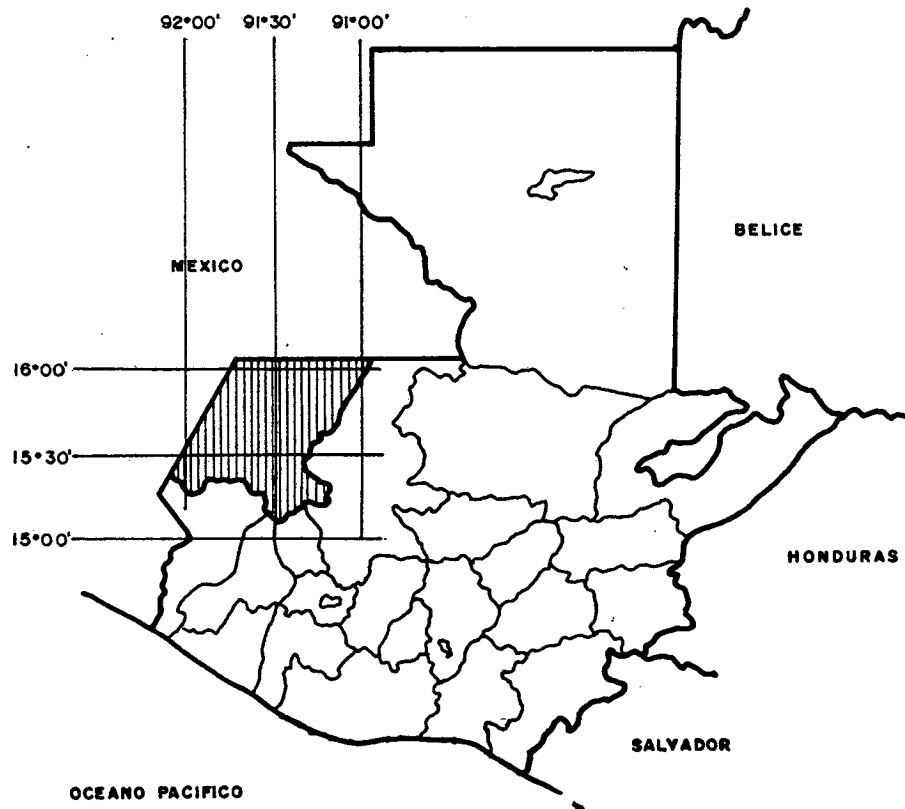 92°00' 91°30' 91°00'
BELICE
MEXICO
16°00'
15°30'
15°00'
HONDURAS
SALVADOR
OCEANO PACIFICO